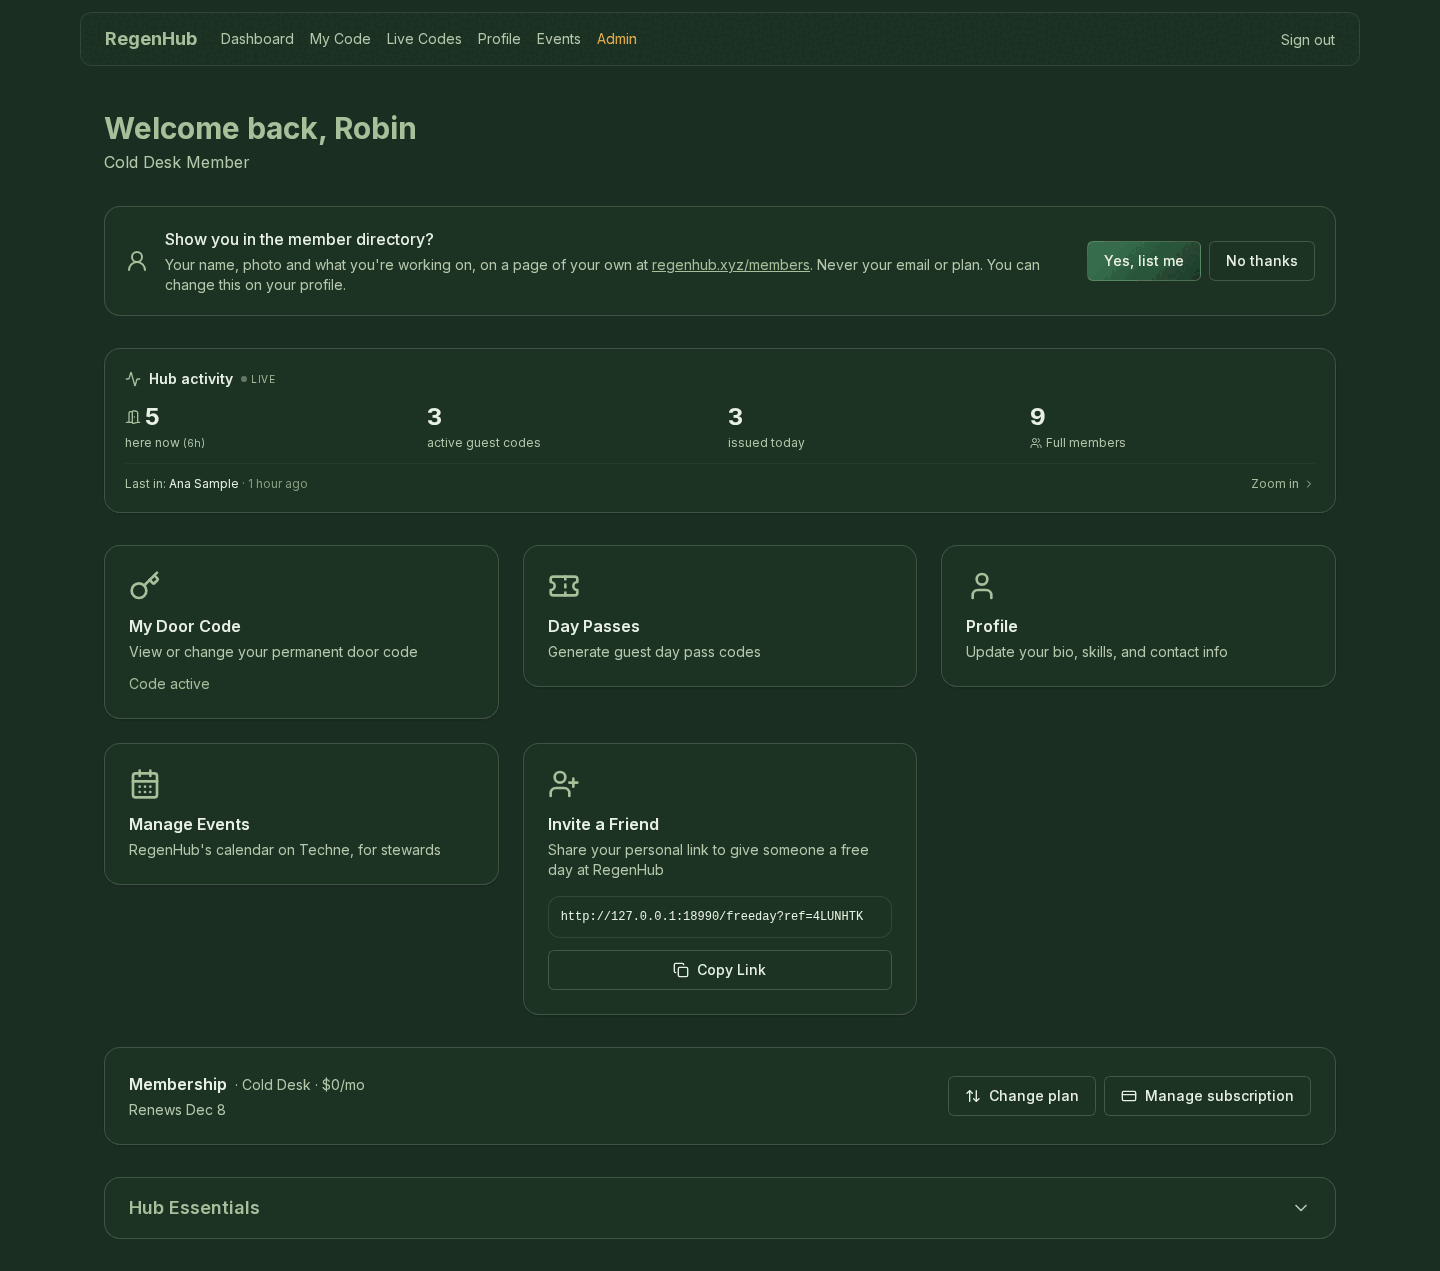 RegenHub Dashboard My Code Live Codes Profile Events Admin Sign out
Welcome back, Robin
Cold Desk Member
Show you in the member directory?
Your name, photo and what you're working on, on a page of your own at regenhub.xyz/members. Never your email or plan. You can
change this on your profile.
Yes, list me No thanks
Hub activity LIVE
5 3 3 9
here now (6h) active guest codes issued today Full members
Last in: Ana Sample · 1 hour ago Zoom in
My Door Code
View or change your permanent door code
Code active
Day Passes
Generate guest day pass codes
Profile
Update your bio, skills, and contact info
Manage Events
RegenHub's calendar on Techne, for stewards
Invite a Friend
Share your personal link to give someone a free
day at RegenHub
http://127.0.0.1:18990/freeday?ref=4LUNHTK
Copy Link
Membership · Cold Desk · $0/mo
Renews Dec 8
Change plan Manage subscription
Hub Essentials